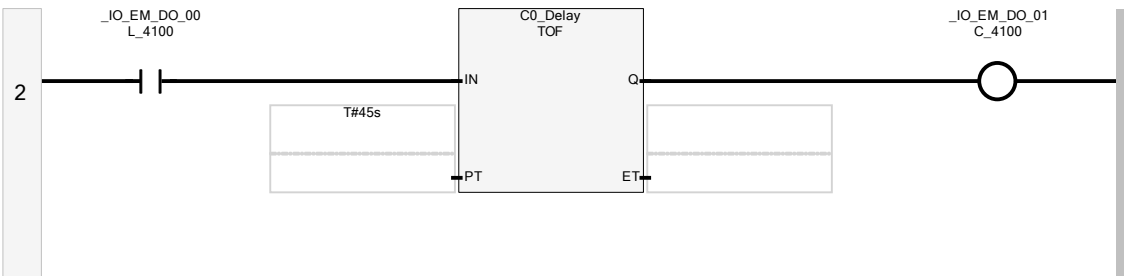 _IO_EM_DO_00
L_4100
C0_Delay
TOF
_IO_EM_DO_01
C_4100
2
IN
Q
T#45s
PT
ET